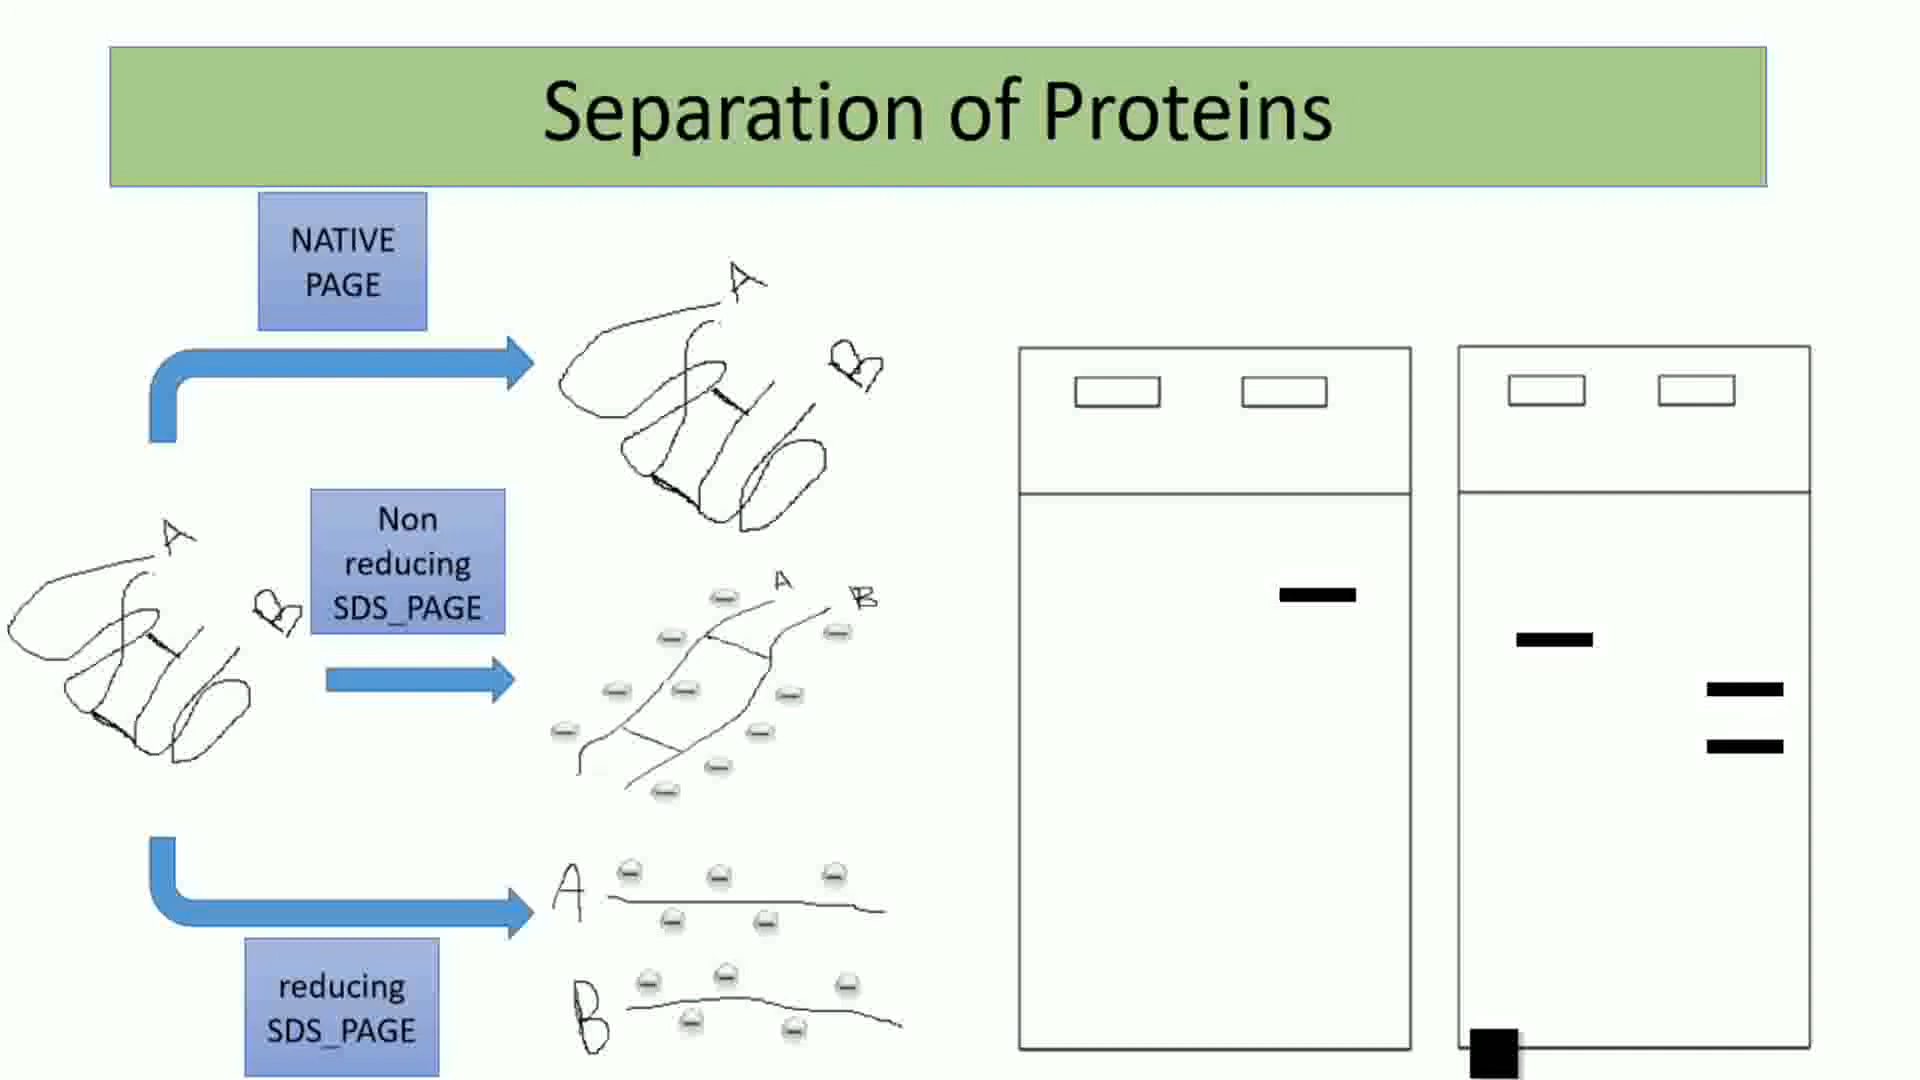 Separation of Proteins
NATIVE
PAGE
A
B
A
B
Non
reducing
SDS_PAGE
A
B
A
B
reducing
SDS_PAGE